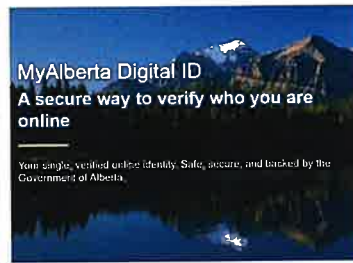 MyAlberta Digital ID
A secure way to verify who you are
online
Your single, verified online identity. Safe, secure, and backed by the
Government of Alberta.